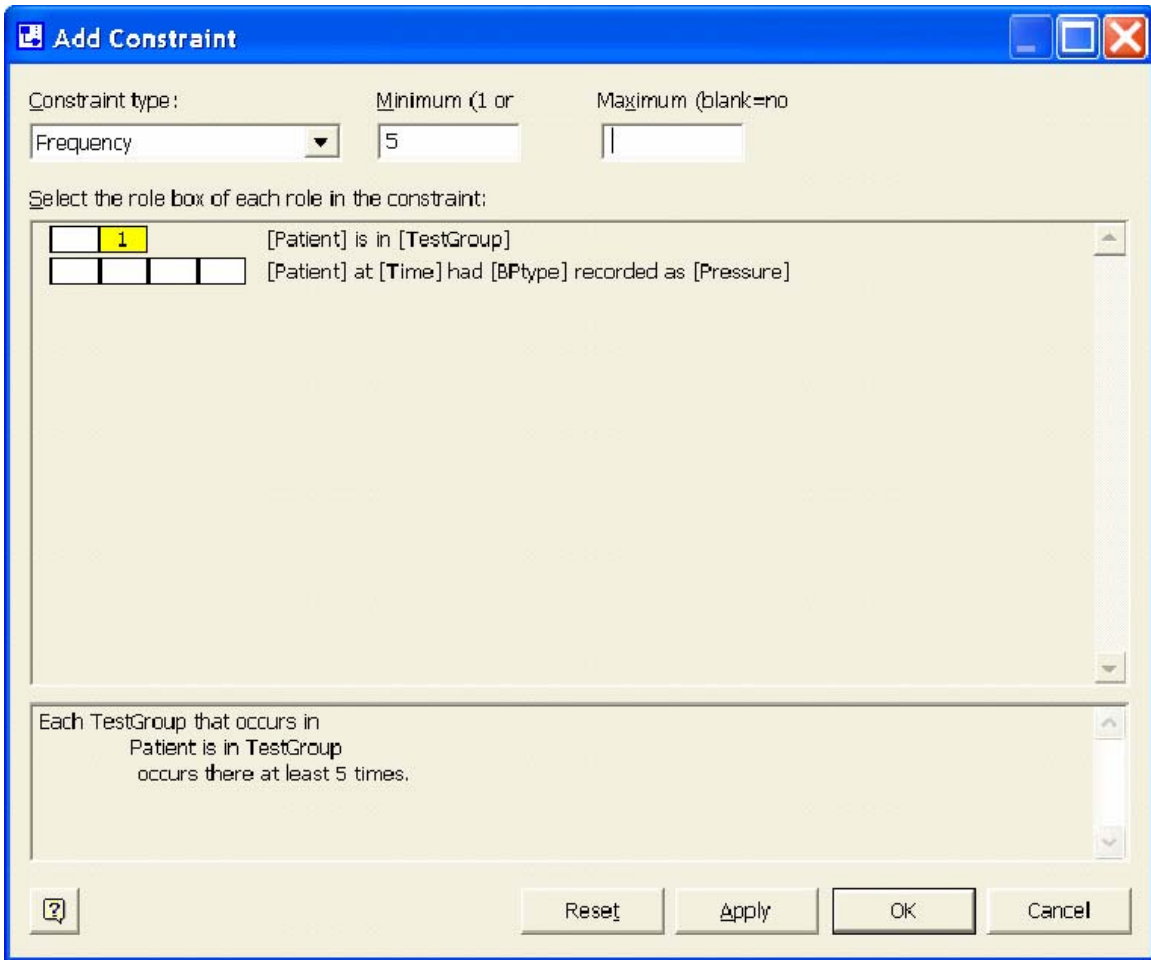 Add Constraint
Constraint type: Minimum (1 or Maximum (blank=no
Frequency 5
Select the role box of each role in the constraint:
1 [Patient] is in [TestGroup]
[Patient] at [Time] had [BPtype] recorded as [Pressure]
Each TestGroup that occurs in
Patient is in TestGroup
occurs there at least 5 times.
? Reset Apply OK Cancel